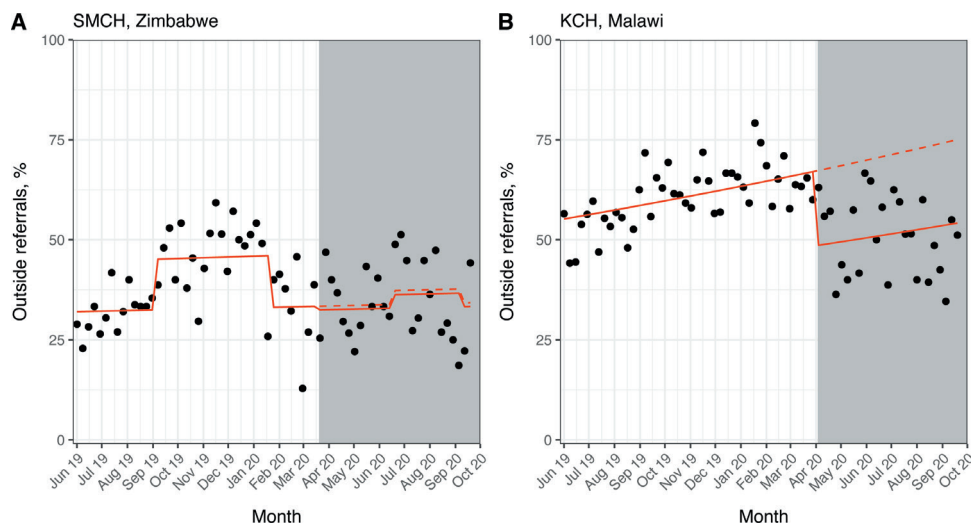 A
SMCH, Zimbabwe
Outside referrals, %
100
75
50
25
0
Jun 19
Jul 19
Aug 19
Sep 19
Oct 19
Nov 19
Dec 19
Jan 20
Feb 20
Mar 20
Apr 20
May 20
Jun 20
Jul 20
Aug 20
Sep 20
Oct 20
Month
B
KCH, Malawi
Outside referrals, %
100
75
50
25
0
Jun 19
Jul 19
Aug 19
Sep 19
Oct 19
Nov 19
Dec 19
Jan 20
Feb 20
Mar 20
Apr 20
May 20
Jun 20
Jul 20
Aug 20
Sep 20
Oct 20
Month